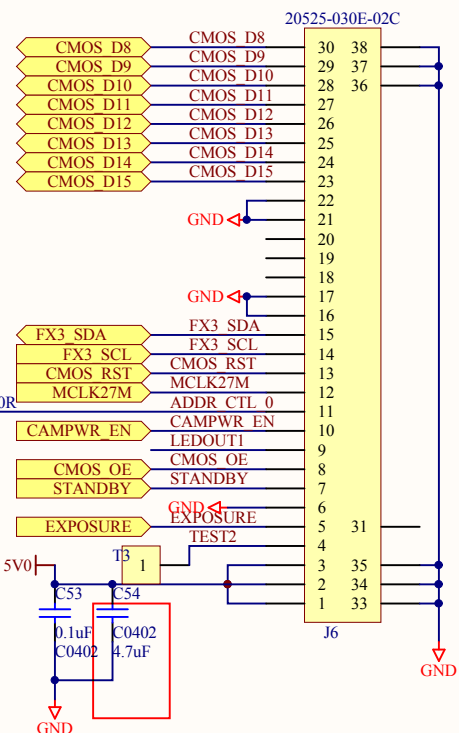 20525-030E-02C
CMOS_D8 CMOS_D8 30 38
CMOS_D9 CMOS_D9 29 37
CMOS_D10 CMOS_D10 28 36
CMOS_D11 CMOS_D11 27
CMOS_D12 CMOS_D12 26
CMOS_D13 CMOS_D13 25
CMOS_D14 CMOS_D14 24
CMOS_D15 CMOS_D15 23
22
GND 21
20
19
18
GND 17
16
FX3_SDA FX3_SDA 15
FX3_SCL FX3_SCL 14
CMOS_RST CMOS_RST 13
MCLK27M MCLK27M 12
0R ADDR_CTL_0 11
CAMPWR_EN CAMPWR_EN 10
LEDOUT1 9
CMOS_OE CMOS_OE 8
STANDBY STANDBY 7
GND 6
EXPOSURE EXPOSURE 5 31
TEST2 4
T3
5V0 1 3 35
C53 C54 2 34
1 33
0.1uF C0402 J6
C0402 4.7uF
GND
GND